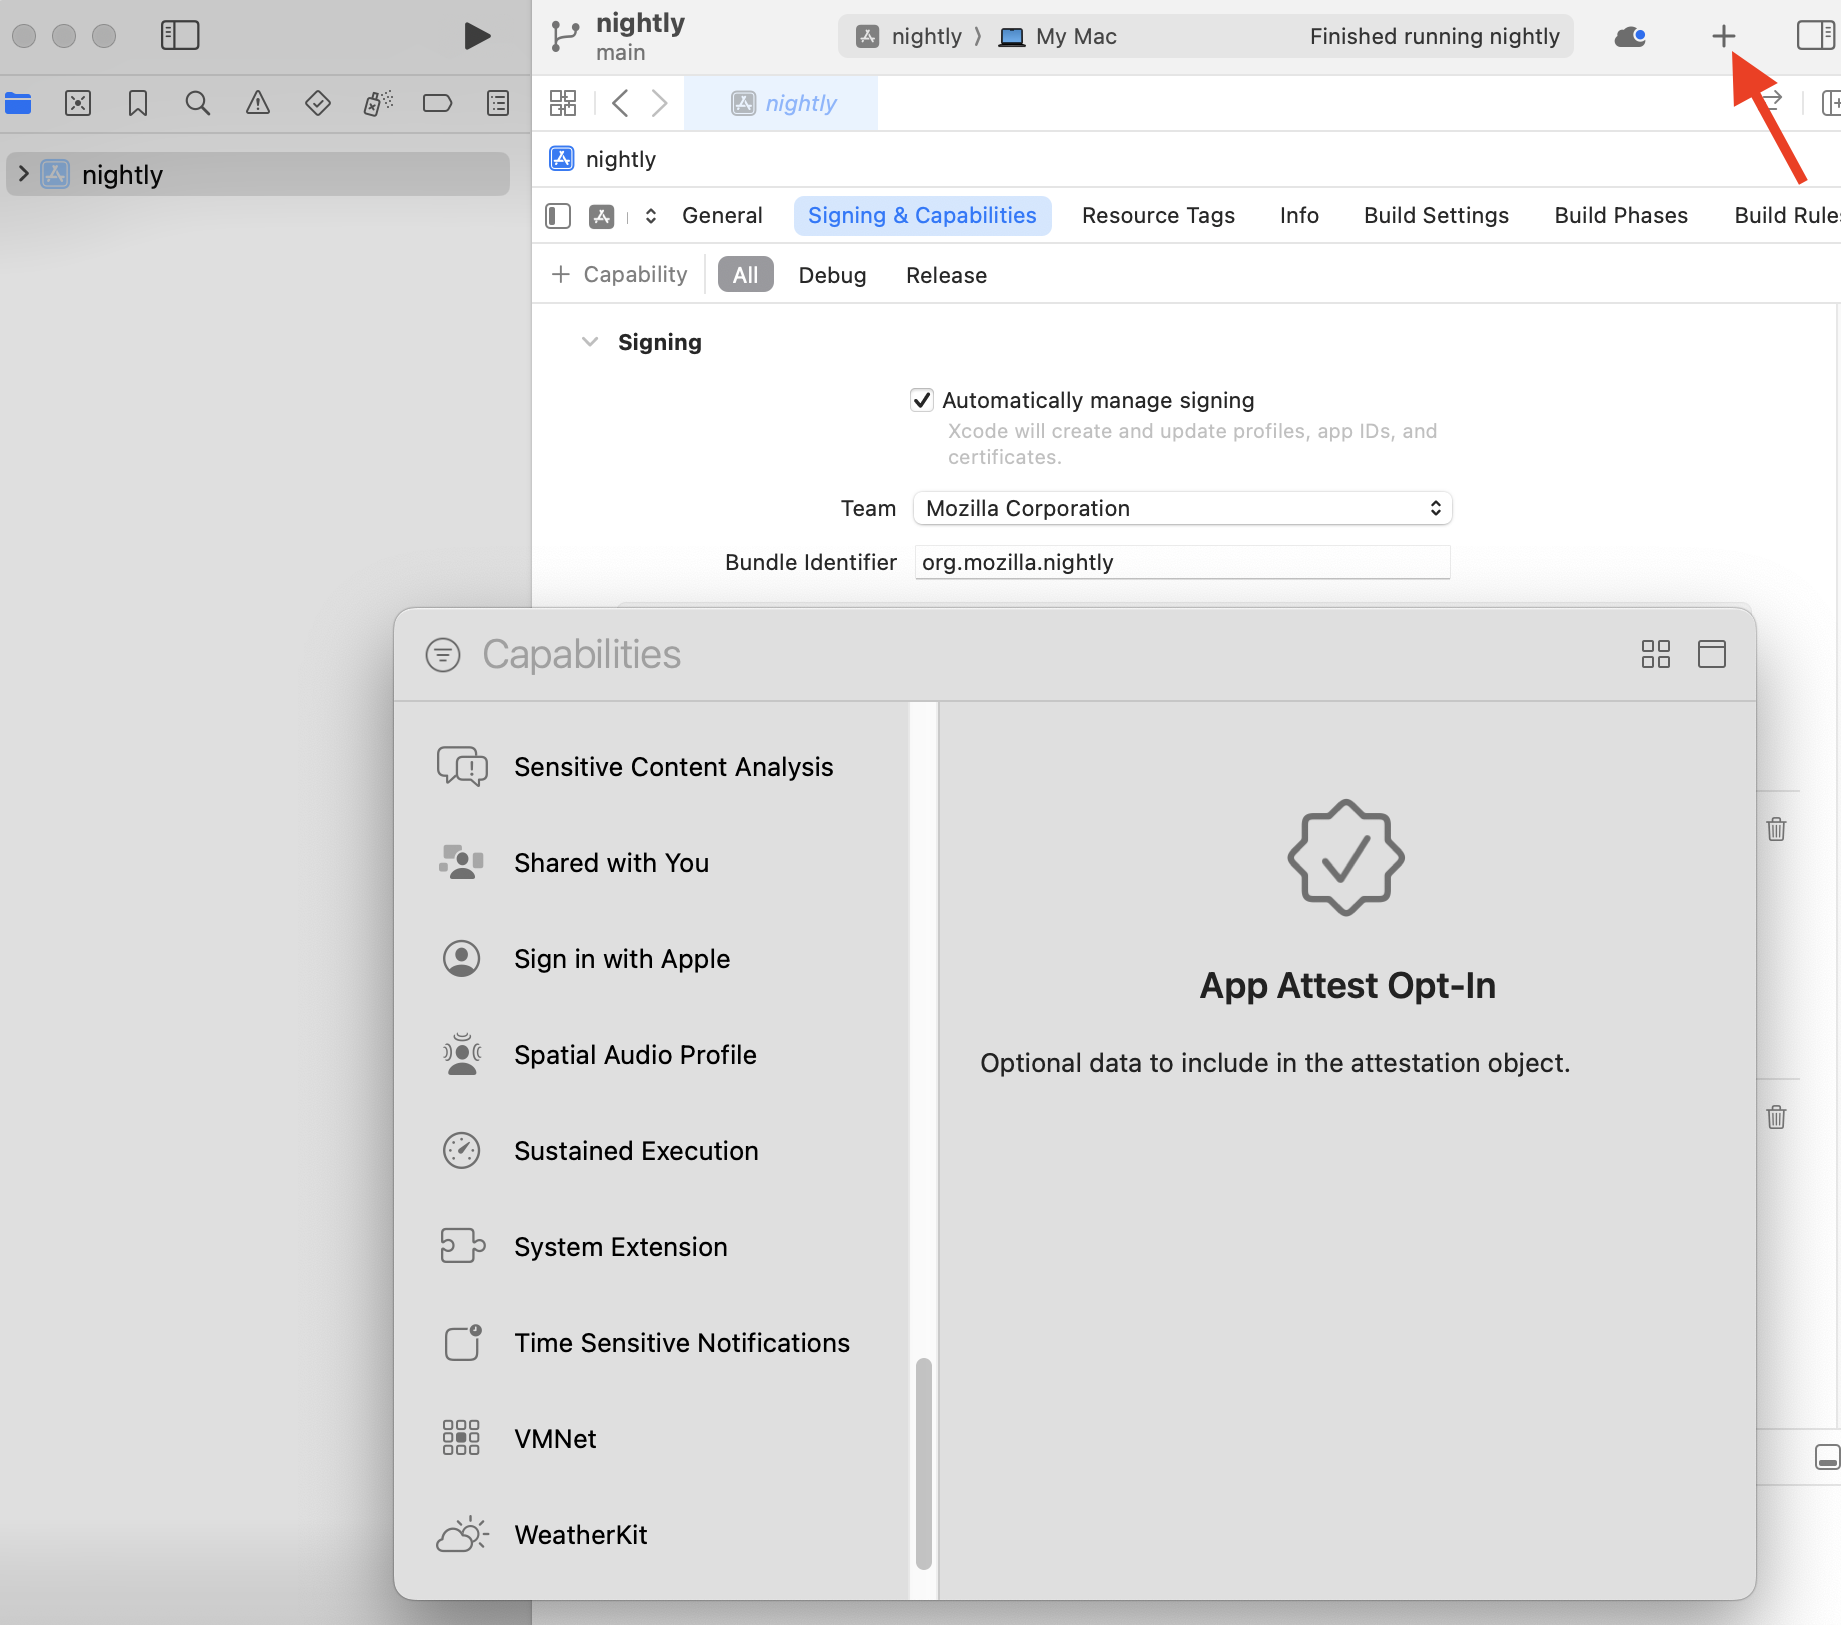 nightly
main
nightly
My Mac
Finished running nightly
nightly
nightly
nightly
General
Signing & Capabilities
Resource Tags
Info
Build Settings
Build Phases
Build Rules
Capability
All
Debug
Release
Signing
Automatically manage signing
Xcode will create and update profiles, app IDs, and
certificates.
Team
Mozilla Corporation
Bundle Identifier
org.mozilla.nightly
Capabilities
Sensitive Content Analysis
Shared with You
Sign in with Apple
Spatial Audio Profile
Sustained Execution
System Extension
Time Sensitive Notifications
VMNet
WeatherKit
App Attest Opt-In
Optional data to include in the attestation object.